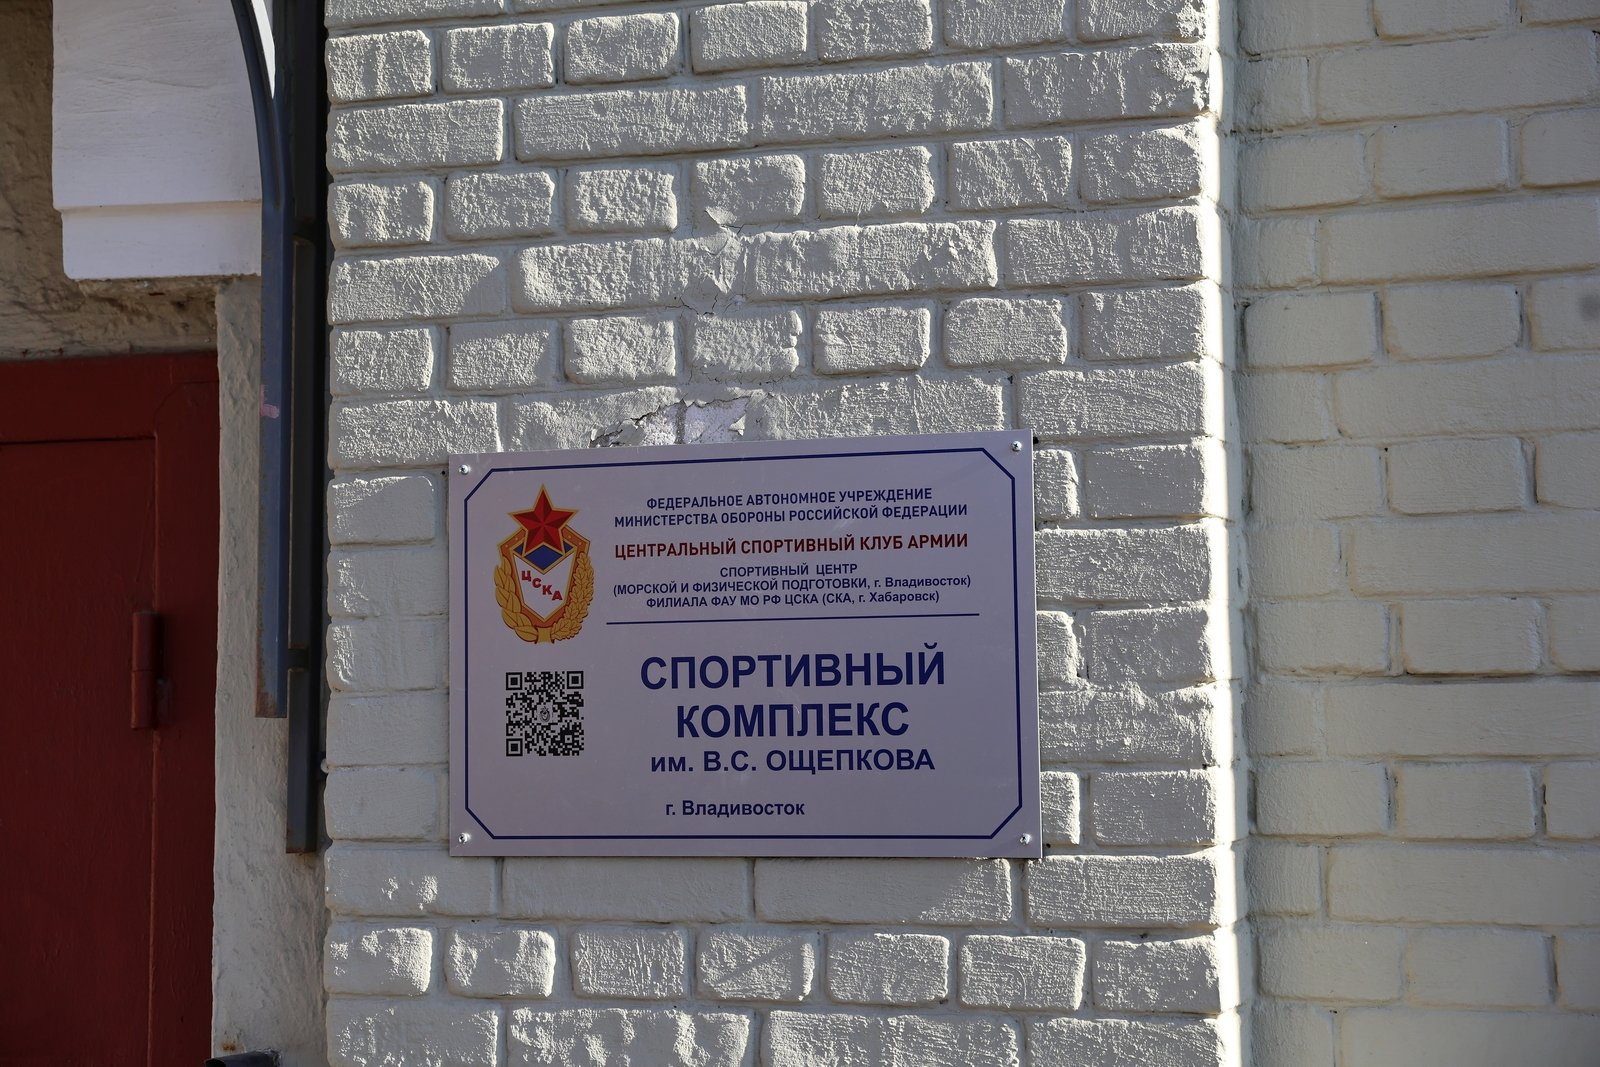 ФЕДЕРАЛЬНОЕ АВТОНОМНОЕ УЧРЕЖДЕНИЕ
МИНИСТЕРСТВА ОБОРОНЫ РОССИЙСКОЙ ФЕДЕРАЦИИ
ЦЕНТРАЛЬНЫЙ СПОРТИВНЫЙ КЛУБ АРМИИ
СПОРТИВНЫЙ ЦЕНТР
(МОРСКОЙ И ФИЗИЧЕСКОЙ ПОДГОТОВКИ, г. Владивосток)
ФИЛИАЛА ФАУ МО РФ ЦСКА (СКА, г. Хабаровск)
ЦСКА
СПОРТИВНЫЙ
КОМПЛЕКС
им. В.С. ОЩЕПКОВА
г. Владивосток